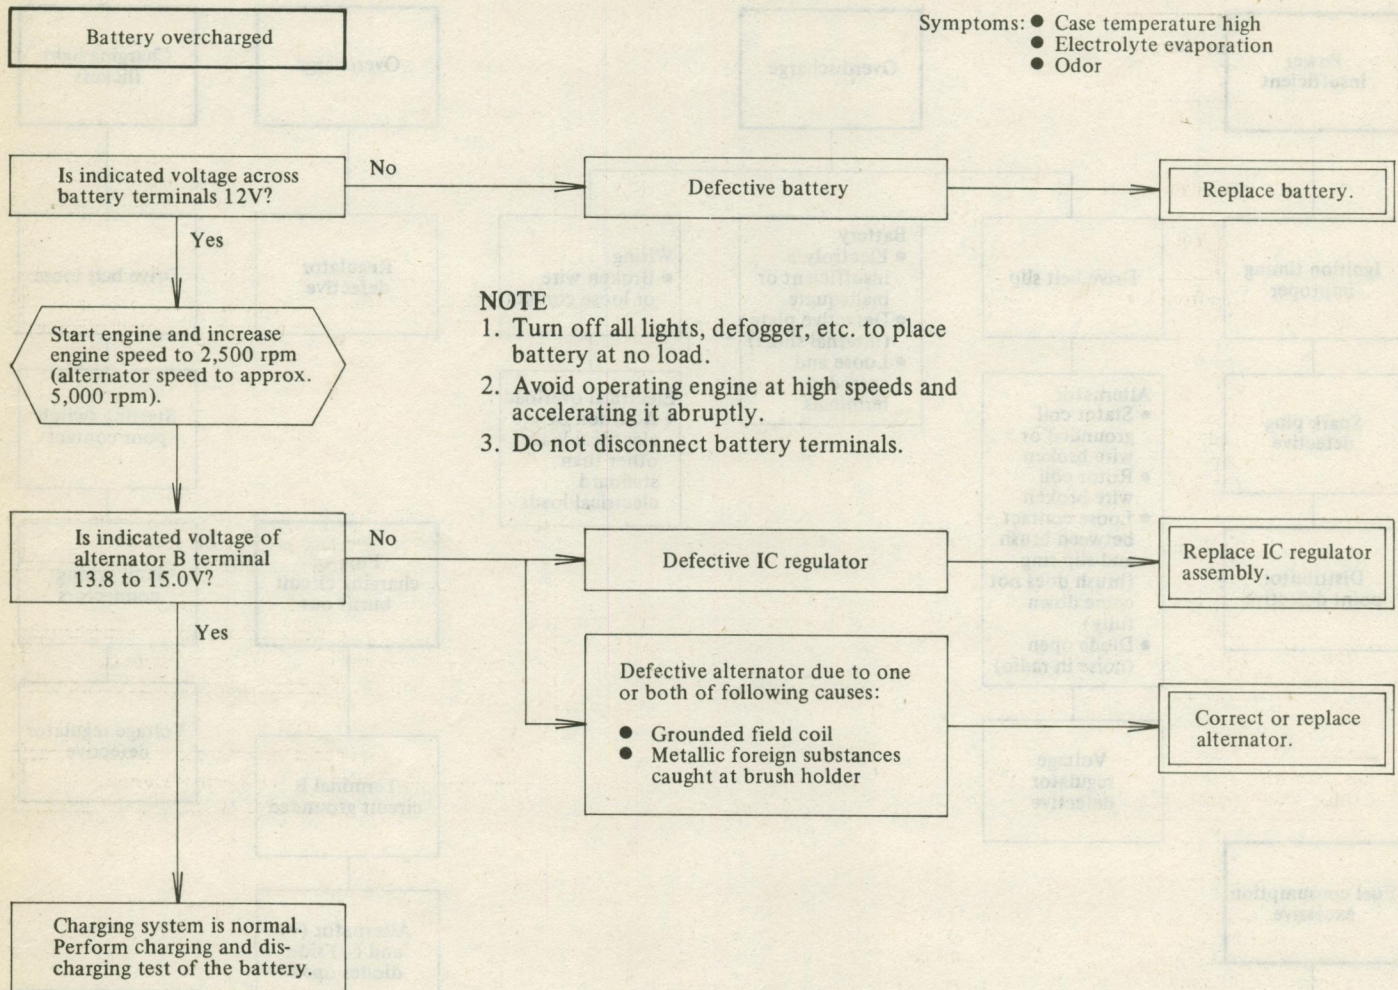 Battery overcharged
Symptoms: ● Case temperature high
● Electrolyte evaporation
● Odor
Is indicated voltage across
battery terminals 12V?
No
Defective battery
Replace battery.
Yes
Start engine and increase
engine speed to 2,500 rpm
(alternator speed to approx.
5,000 rpm).
NOTE
1. Turn off all lights, defogger, etc. to place
battery at no load.
2. Avoid operating engine at high speeds and
accelerating it abruptly.
3. Do not disconnect battery terminals.
Is indicated voltage of
alternator B terminal
13.8 to 15.0V?
No
Defective IC regulator
Replace IC regulator
assembly.
Yes
Defective alternator due to one
or both of following causes:
● Grounded field coil
● Metallic foreign substances
caught at brush holder
Correct or replace
alternator.
Charging system is normal.
Perform charging and dis-
charging test of the battery.